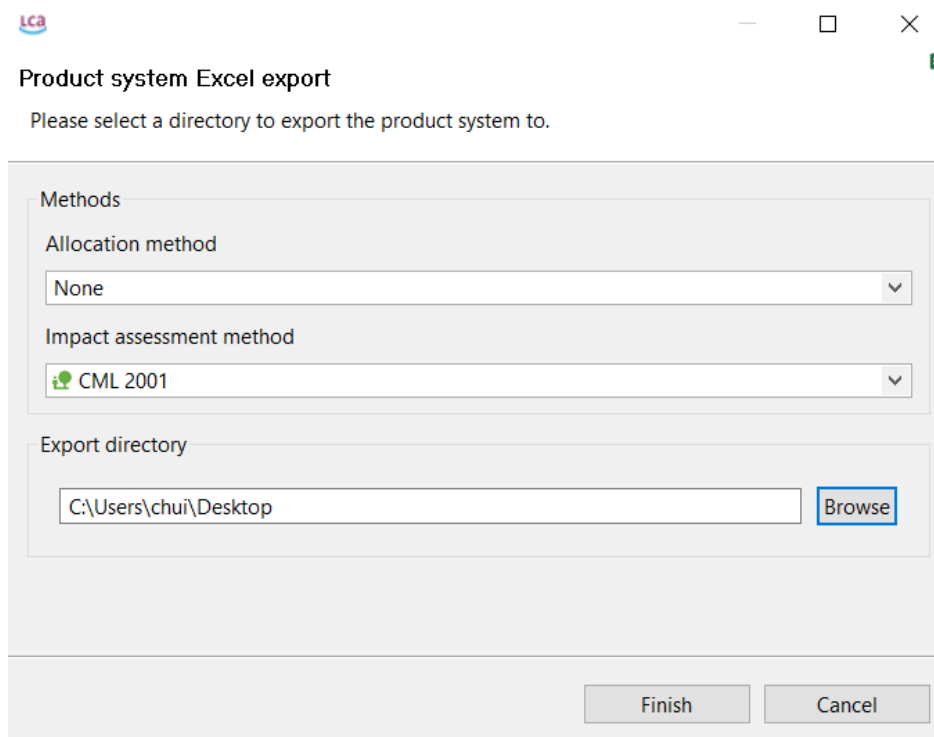 LCA
Product system Excel export
Please select a directory to export the product system to.
Methods
Allocation method
None
Impact assessment method
CML 2001
Export directory
C:\Users\chui\Desktop
Browse
Finish
Cancel